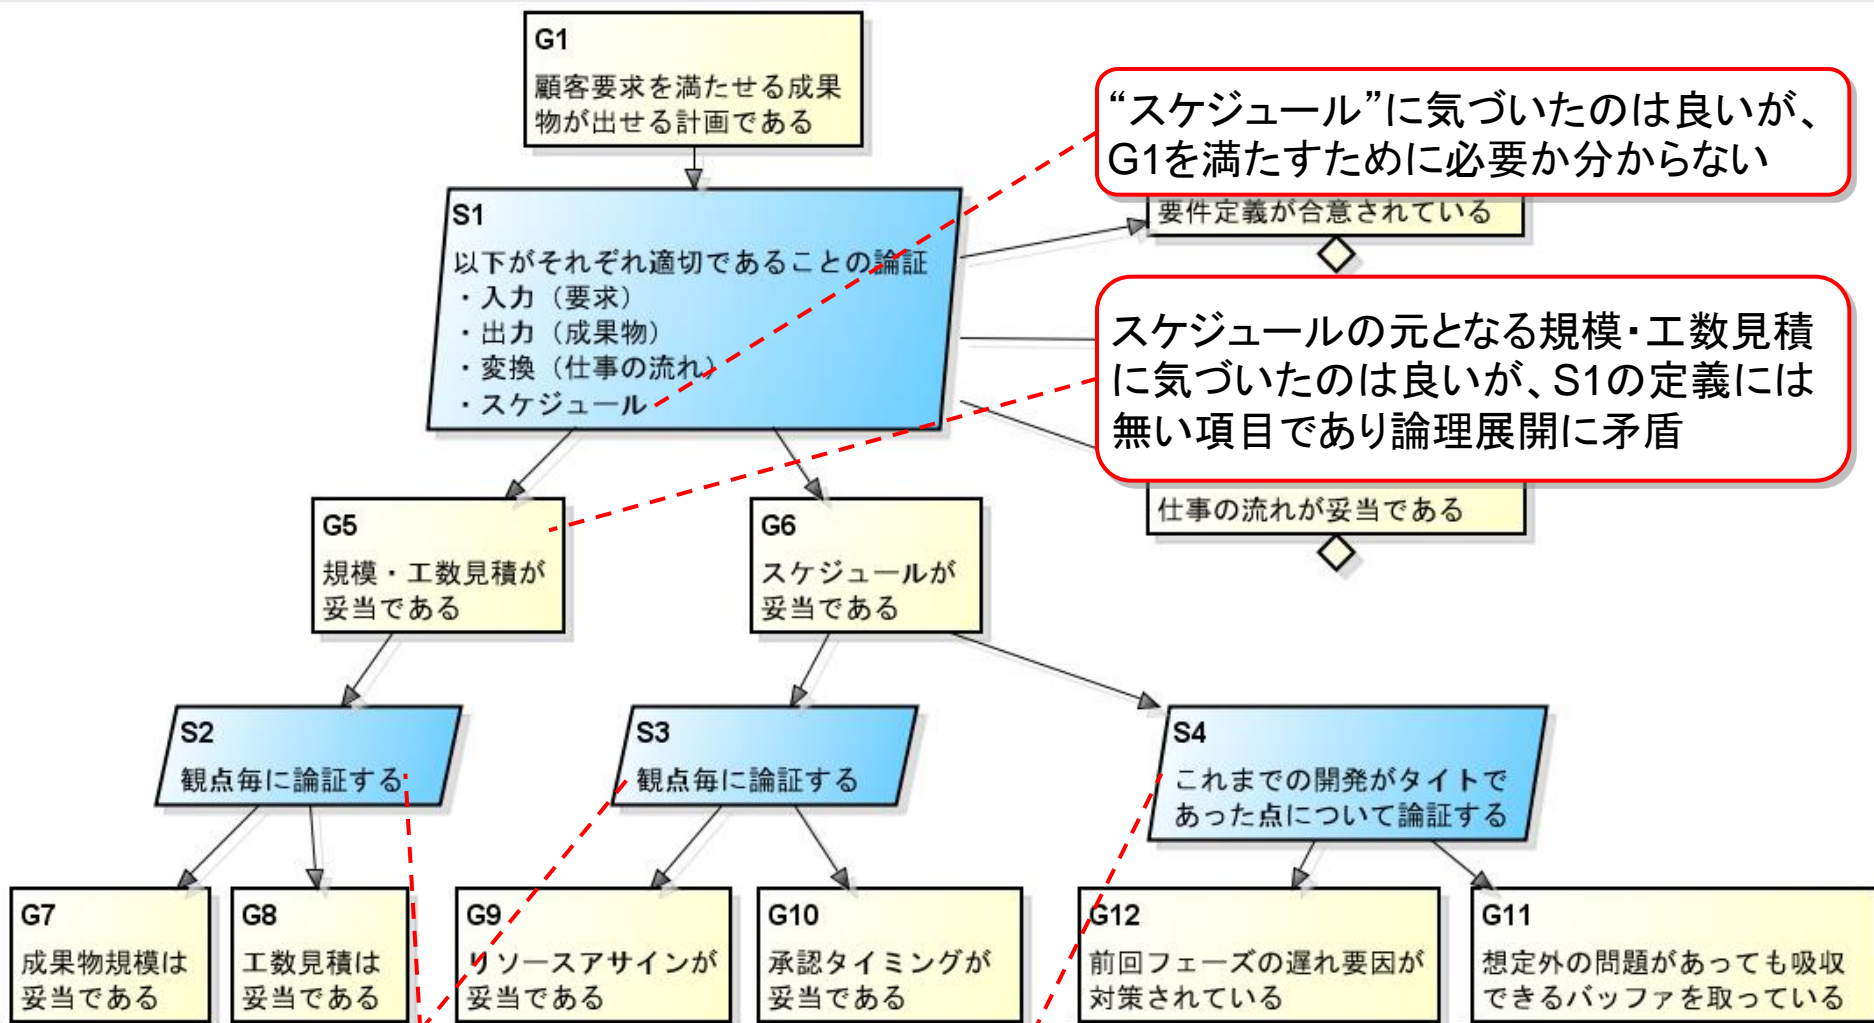 G1
顧客要求を満たせる成果
物が出せる計画である
“スケジュール”に気づいたのは良いが、
G1を満たすために必要か分からない
S1
以下がそれぞれ適切であることの論証
・入力（要求）
・出力（成果物）
・変換（仕事の流れ）
・スケジュール
要件定義が合意されている
スケジュールの元となる規模・工数見積
に気づいたのは良いが、S1の定義には
無い項目であり論理展開に矛盾
仕事の流れが妥当である
G5
規模・工数見積が
妥当である
G6
スケジュールが
妥当である
S2
観点毎に論証する
S3
観点毎に論証する
S4
これまでの開発がタイトで
あった点について論証する
G7
成果物規模は
妥当である
G8
工数見積は
妥当である
G9
リソースアサインが
妥当である
G10
承認タイミングが
妥当である
G12
前回フェーズの遅れ要因が
対策されている
G11
想定外の問題があっても吸収
できるバッファを取っている